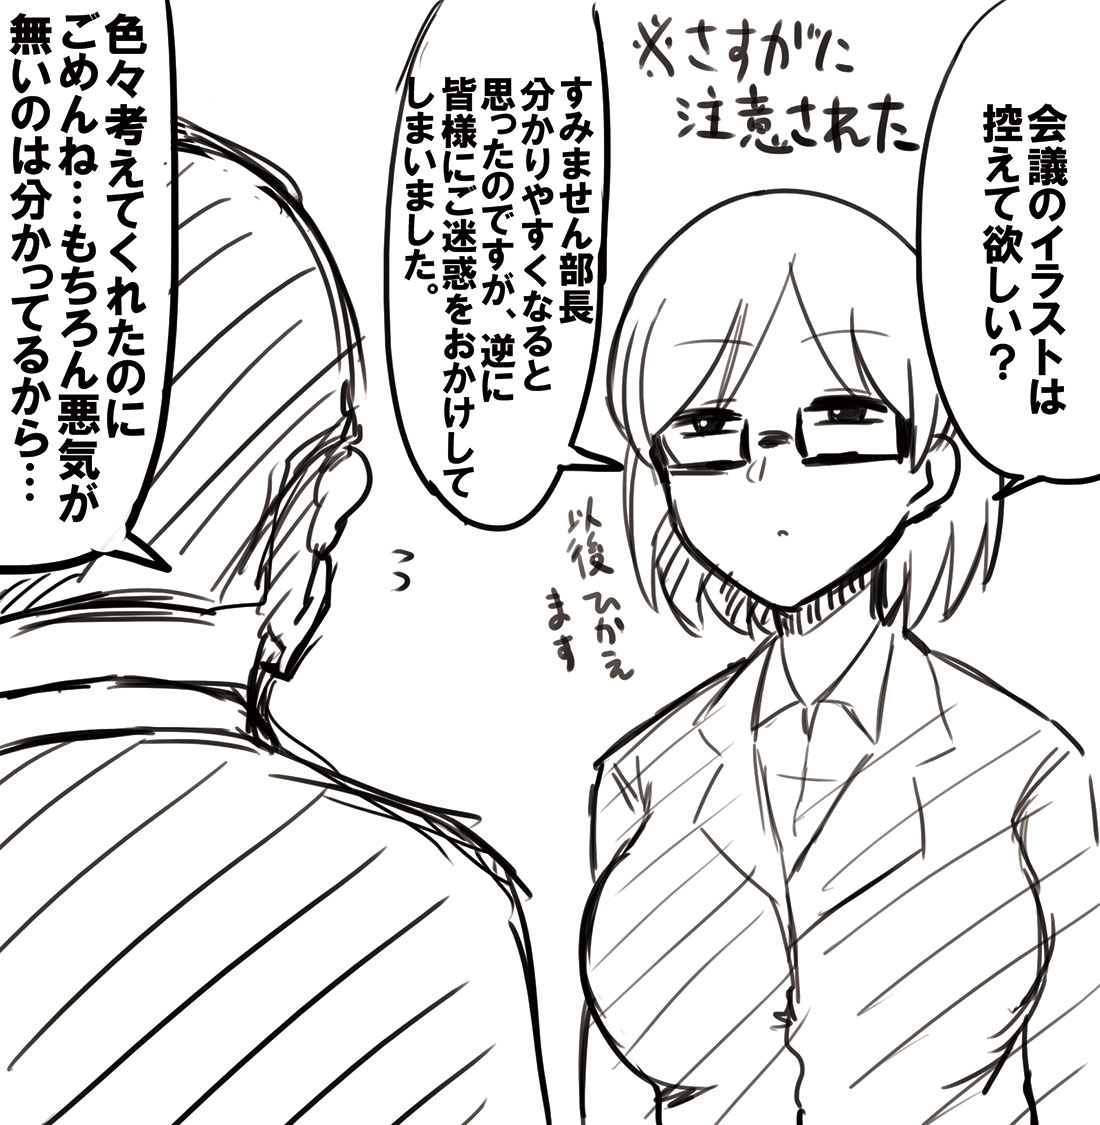 ※さすがに
注意された
会議のイラストは
控えて欲しい？
すみません部長
分かりやすくなると
思ったのですが、逆に
皆様にご迷惑をおかけして
しまいました。
以後
ひかえ
ます
色々考えてくれたのに
ごめんね…もちろん悪気が
無いのは分かってるから…